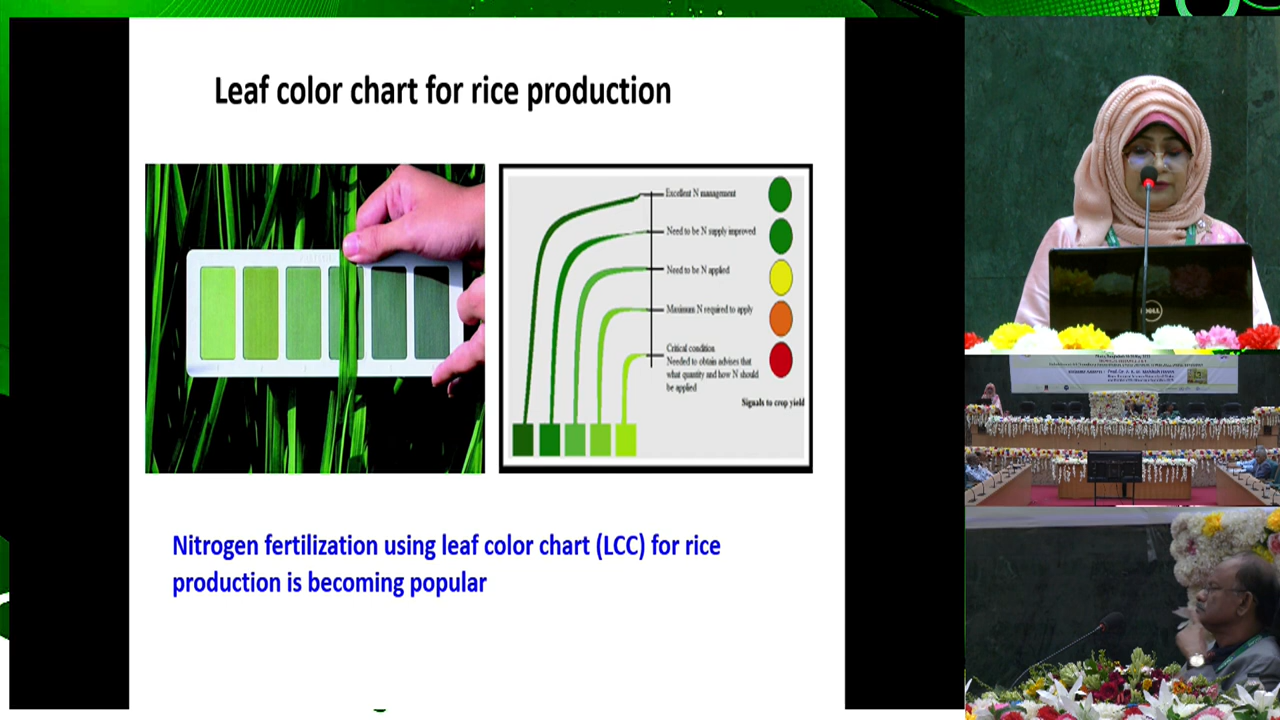 Leaf color chart for rice production
Excellent N management
Need to be N supply improved
Need to be N applied
Maximum N required to apply
Critical condition
Needed to obtain advises that
what quantity and how N should
be applied
Signals to crop yield
Nitrogen fertilization using leaf color chart (LCC) for rice
production is becoming popular
DELL